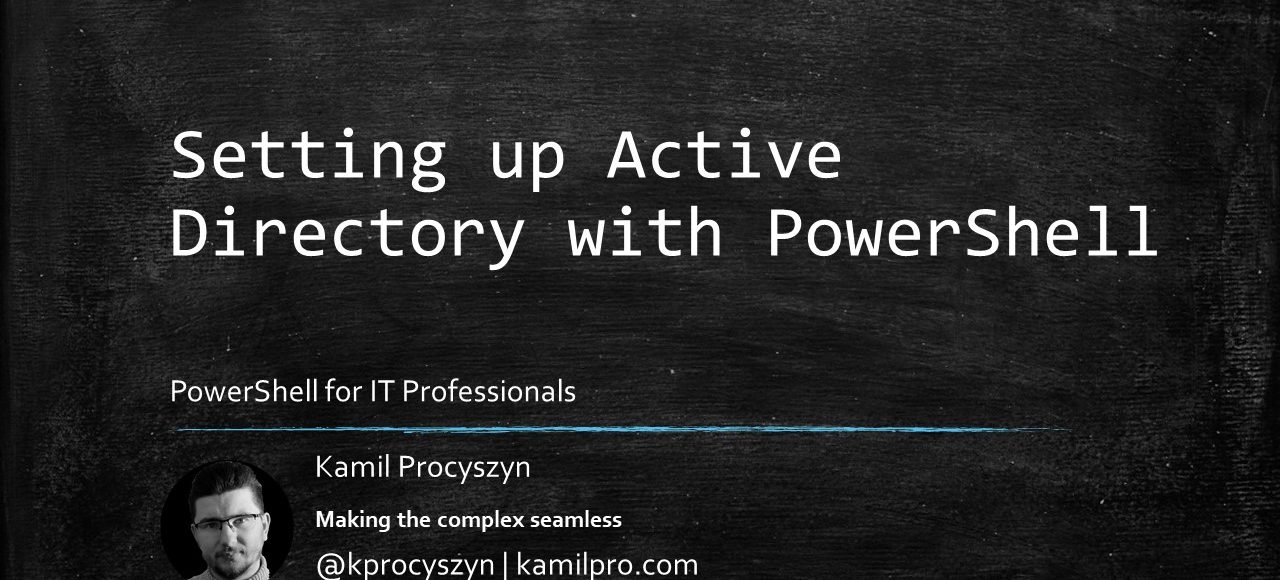 Setting up Active
Directory with PowerShell
PowerShell for IT Professionals
Kamil Procyszyn
Making the complex seamless
@kprocyszyn | kamilpro.com